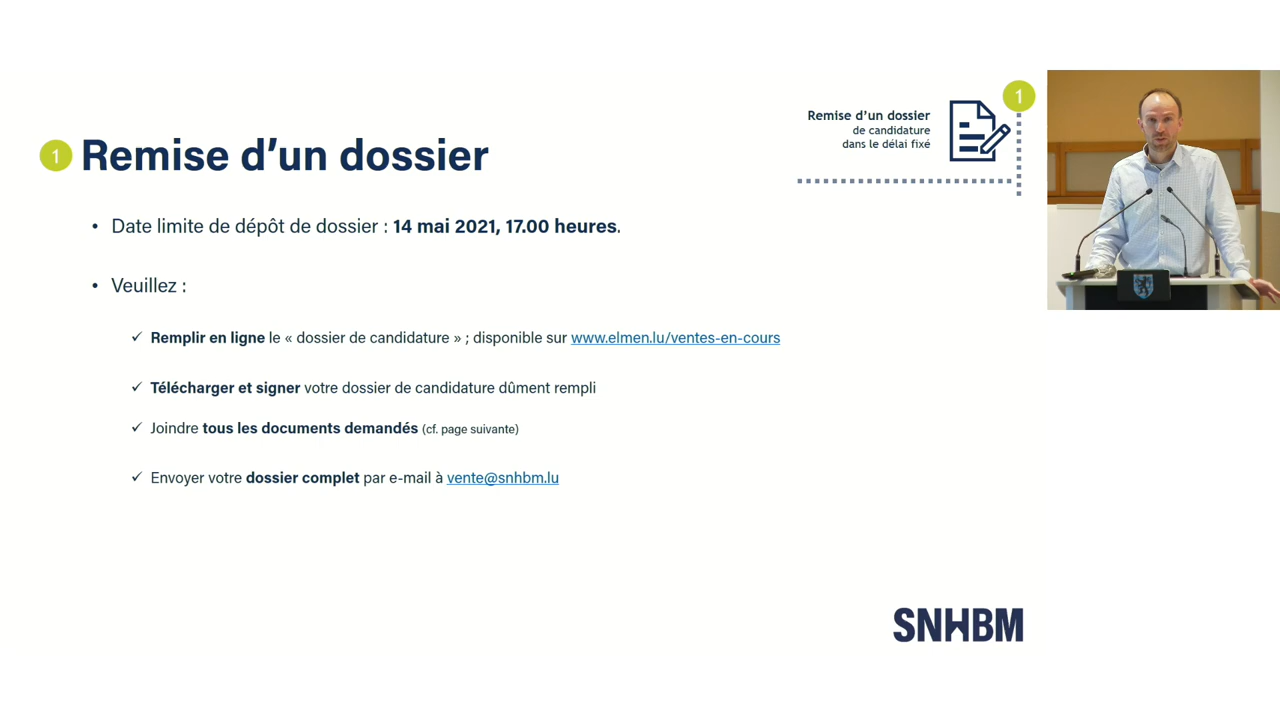 1
Remise d’un dossier
de candidature
dans le délai fixé
1 Remise d’un dossier
• Date limite de dépôt de dossier : 14 mai 2021, 17.00 heures.
• Veuillez :
✓ Remplir en ligne le « dossier de candidature » ; disponible sur www.elmen.lu/ventes-en-cours
✓ Télécharger et signer votre dossier de candidature dûment rempli
✓ Joindre tous les documents demandés (cf. page suivante)
✓ Envoyer votre dossier complet par e-mail à vente@snhbm.lu
SNHBM